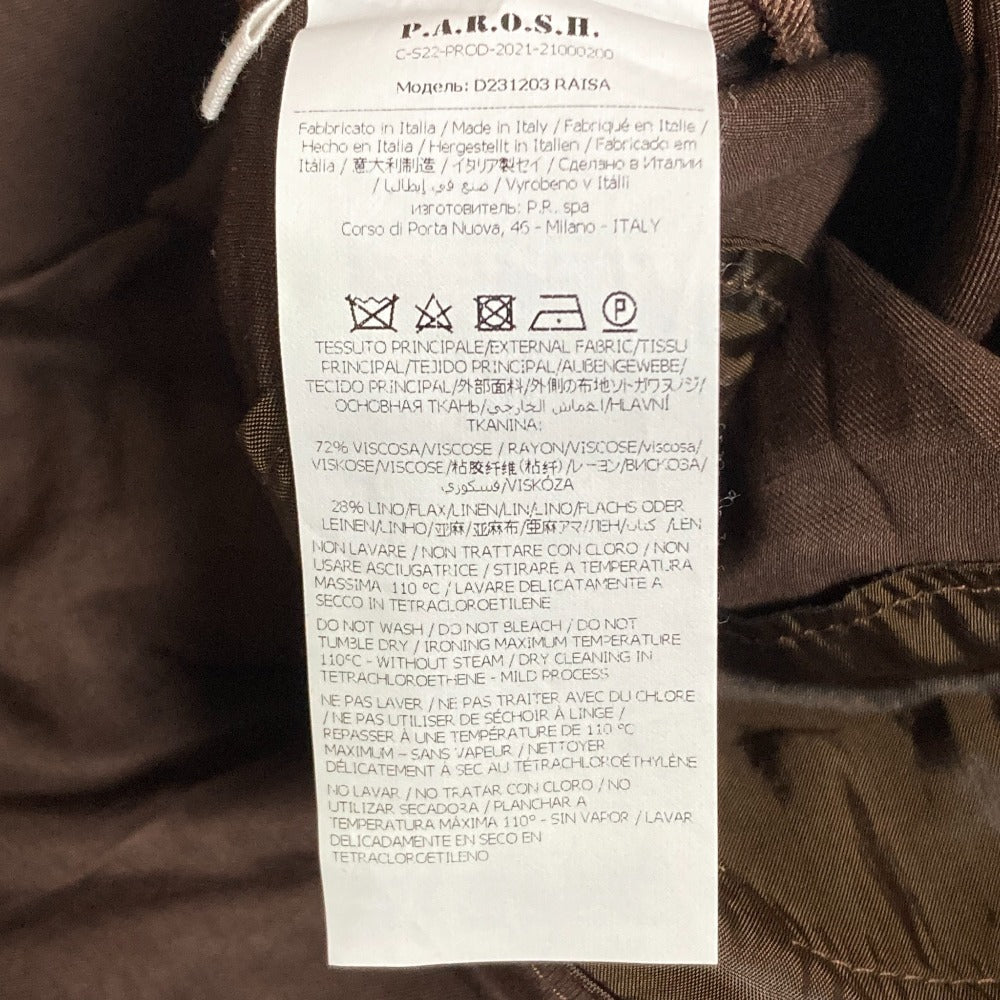 P.A.R.O.S.H.
C-S22-PROD-2021-21000200
Модель: D231203 RAISA
Fabbricato in Italia / Made in Italy / Fabriqué en Italie /
Hecho en Italia / Hergestellt in Italien / Fabricado em
Itália / 意大利制造 / イタリア製セイ / Сделано в Италии
/ صنع في إيطاليا / Vyrobeno v Itálii
изготовитель: P.R. spa
Corso di Porta Nuova, 46 - Milano - ITALY
P
TESSUTO PRINCIPALE/EXTERNAL FABRIC/TISSU
PRINCIPAL/TEJIDO PRINCIPAL/AUßENGEWEBE/
TECIDO PRINCIPAL/外部面料/外側の布地ソトガワヌノジ/
ОСНОВНАЯ ТКАНЬ/القماش الخارجي/HLAVNÍ
TKANINA:
72% VISCOSA/VISCOSE / RAYON/VISCOSE/viscosa/
VISKOSE/VISCOSE/粘胶纤维(粘纤)/レーヨン/ВИСКОЗА/
فسكوزي/VISKÓZA
28% LINO/FLAX/LINEN/LIN/LINO/FLACHS ODER
LEINEN/LINHO/亚麻/亚麻布/亜麻アマ/ЛЕН/كتان /LEN
NON LAVARE / NON TRATTARE CON CLORO / NON
USARE ASCIUGATRICE / STIRARE A TEMPERATURA
MASSIMA 110 °C / LAVARE DELICATAMENTE A
SECCO IN TETRACLOROETILENE
DO NOT WASH / DO NOT BLEACH / DO NOT
TUMBLE DRY / IRONING MAXIMUM TEMPERATURE
110°C - WITHOUT STEAM / DRY CLEANING IN
TETRACHLOROETHENE - MILD PROCESS
NE PAS LAVER / NE PAS TRAITER AVEC DU CHLORE
/ NE PAS UTILISER DE SÉCHOIR À LINGE /
REPASSER À UNE TEMPÉRATURE DE 110 °C
MAXIMUM – SANS VAPEUR / NETTOYER
DÉLICATEMENT À SEC AU TÉTRACHLOROÉTHYLÈNE
NO LAVAR / NO TRATAR CON CLORO / NO
UTILIZAR SECADORA / PLANCHAR A
TEMPERATURA MÁXIMA 110° - SIN VAPOR / LAVAR
DELICADAMENTE EN SECO EN
TETRACLOROETILENO